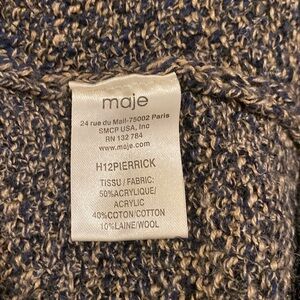 maje
24 rue du Mail-75002 Paris
SMCP USA, Inc
RN 132 784
www.maje.com
H12PIERRICK
TISSU / FABRIC:
50%ACRYLIQUE/
ACRYLIC
40%COTON/COTTON
10%LAINE/WOOL